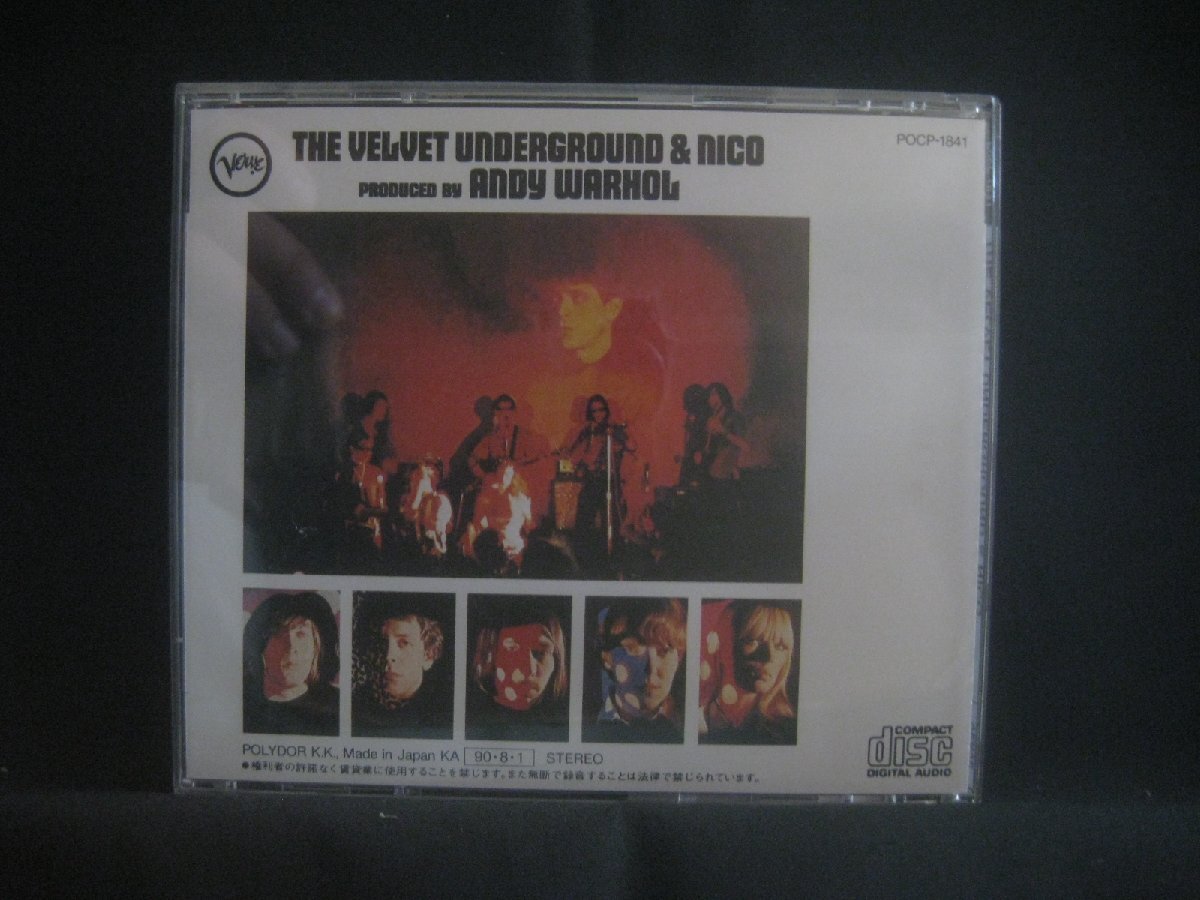 Verve
THE VELVET UNDERGROUND & NICO
PRODUCED BY ANDY WARHOL
POCP-1841
POLYDOR K.K., Made in Japan KA 90・8・1 STEREO
●権利者の許諾なく賃貸業に使用することを禁じます。また無断で録音することは法律で禁じられています。
COMPACT
disc
DIGITAL AUDIO